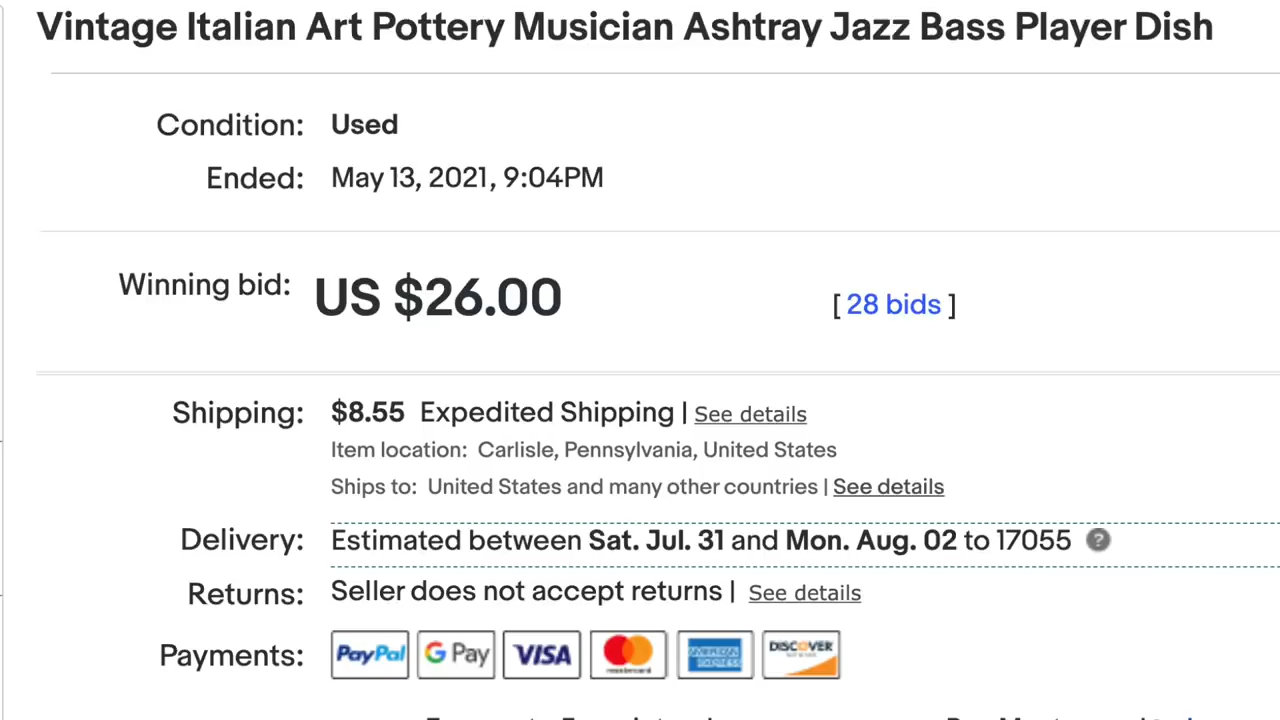 Vintage Italian Art Pottery Musician Ashtray Jazz Bass Player Dish
Condition: Used
Ended: May 13, 2021, 9:04PM
Winning bid: US $26.00 [ 28 bids ]
Shipping: $8.55 Expedited Shipping | See details
Item location: Carlisle, Pennsylvania, United States
Ships to: United States and many other countries | See details
Delivery: Estimated between Sat. Jul. 31 and Mon. Aug. 02 to 17055 ?
Returns: Seller does not accept returns | See details
Payments: PayPal G Pay VISA mastercard AMERICAN EXPRESS DISCOVER